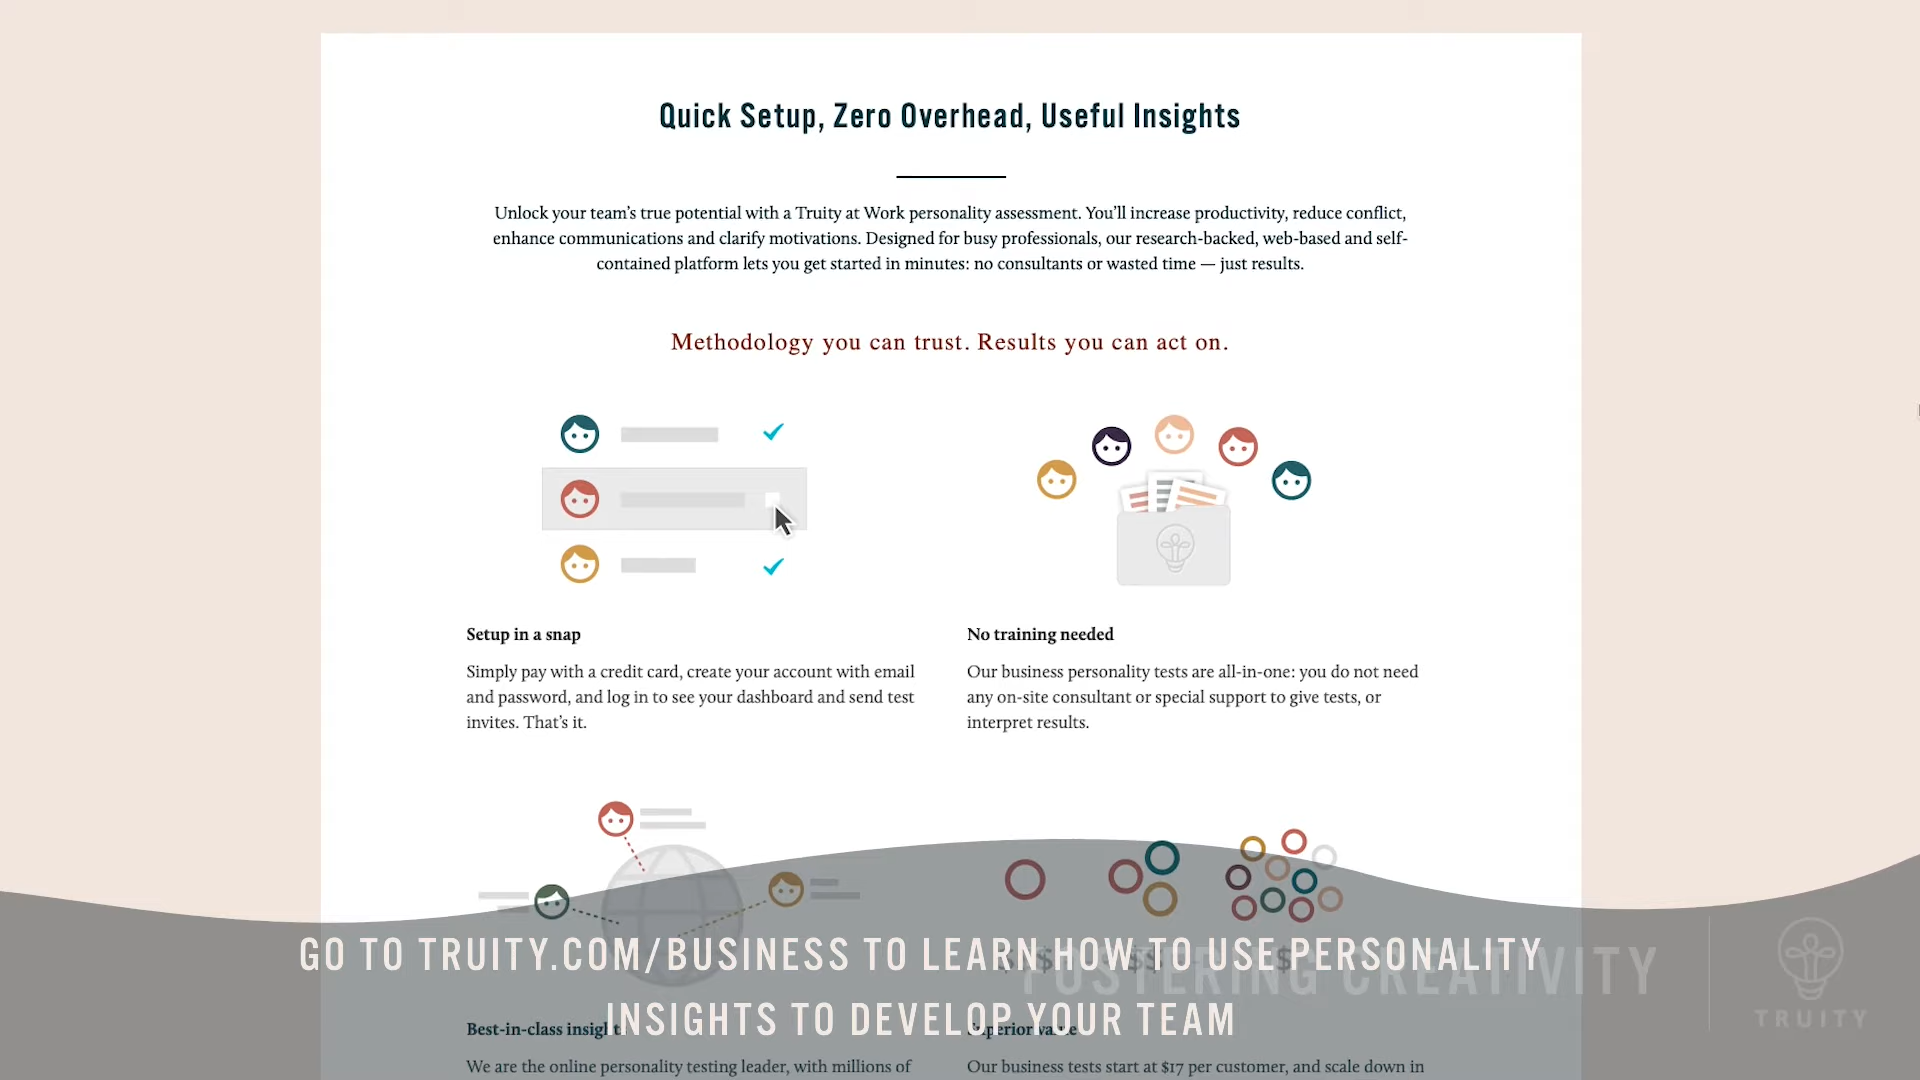 Quick Setup, Zero Overhead, Useful Insights
Unlock your team's true potential with a Truity at Work personality assessment. You'll increase productivity, reduce conflict,
enhance communications and clarify motivations. Designed for busy professionals, our research-backed, web-based and self-
contained platform lets you get started in minutes: no consultants or wasted time — just results.
Methodology you can trust. Results you can act on.
Setup in a snap
Simply pay with a credit card, create your account with email
and password, and log in to see your dashboard and send test
invites. That's it.
No training needed
Our business personality tests are all-in-one: you do not need
any on-site consultant or special support to give tests, or
interpret results.
GO TO TRUITY.COM/BUSINESS TO LEARN HOW TO USE PERSONALITY
INSIGHTS TO DEVELOP YOUR TEAM
FOSTERING CREATIVITY
TRUITY
Best-in-class insights
We are the online personality testing leader, with millions of
Superior value
Our business tests start at $17 per customer, and scale down in